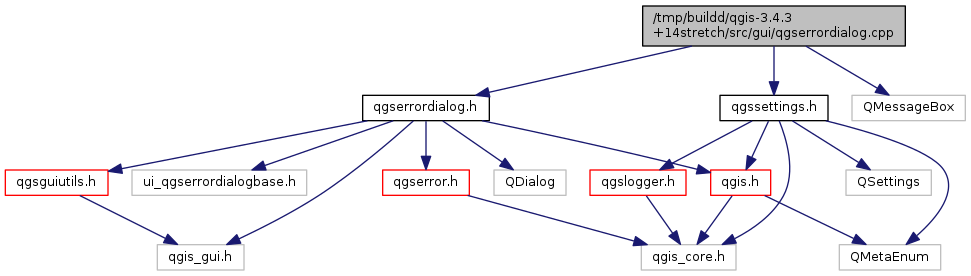 /tmp/buildd/qgis-3.4.3
+14stretch/src/gui/qgserrordialog.cpp
qgserrordialog.h
qgssettings.h
QMessageBox
qgsguiutils.h
ui_qgserrordialogbase.h
qgserror.h
QDialog
qgslogger.h
qgis.h
QSettings
qgis_gui.h
qgis_core.h
QMetaEnum